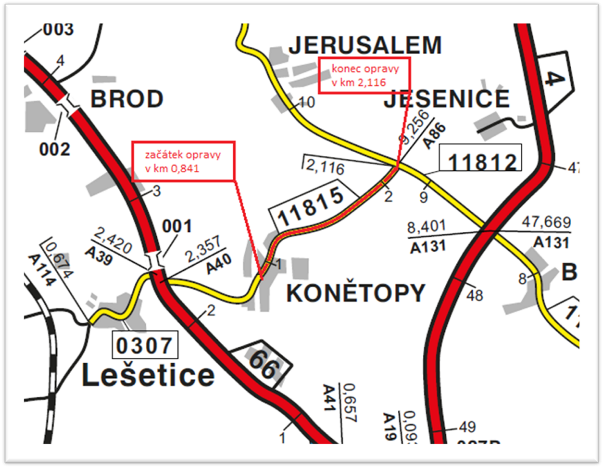 003
4
JERUSALEM
konec opravy
v km 2,116
4
BROD
10
JESENICE
002
začátek opravy
v km 0,841
9,256
A86
2,116
11812
47
3
11815
2
9
001
8,401
A131
47,669
A131
0,674
A114
2,420
A39
2,357
A40
1
8
B
48
KONĚTOPY
2
0307
66
Lešetice
A41
0,657
A19
1
49